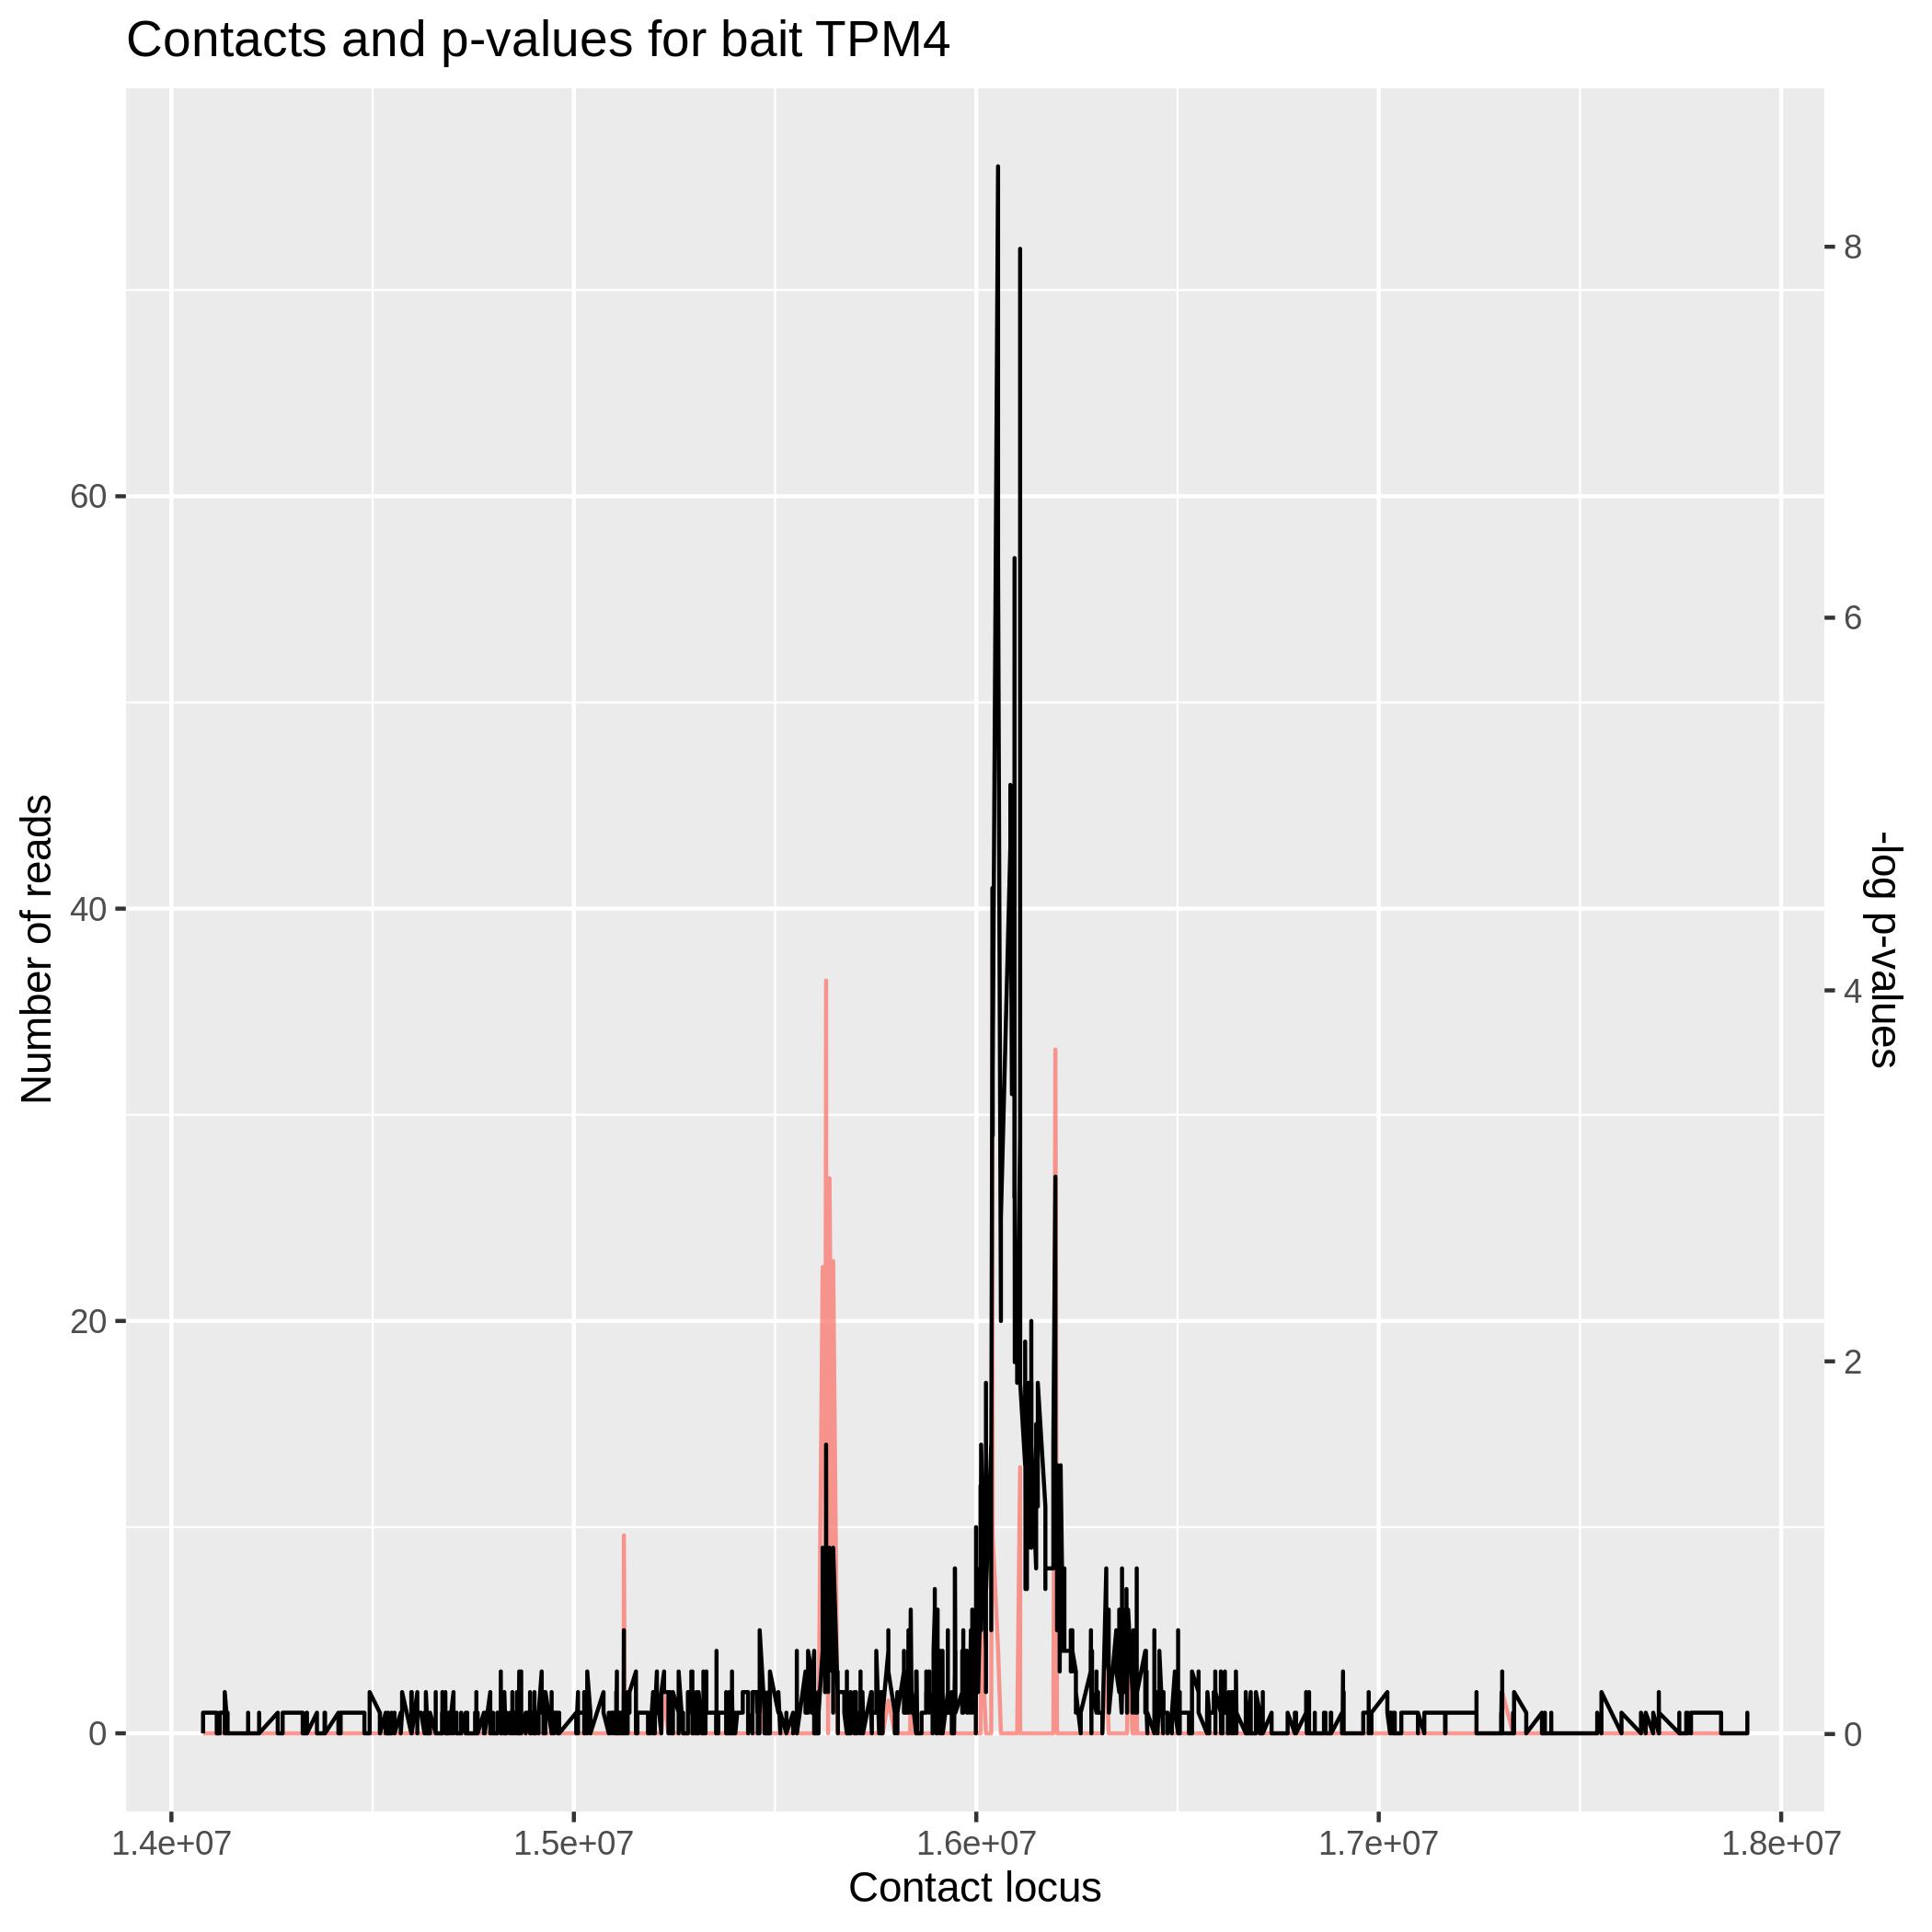 Contacts and p-values for bait TPM4
Number of reads
60
40
20
0
8
6
4
2
0
-log p-values
1.4e+07 1.5e+07 1.6e+07 1.7e+07 1.8e+07
Contact locus